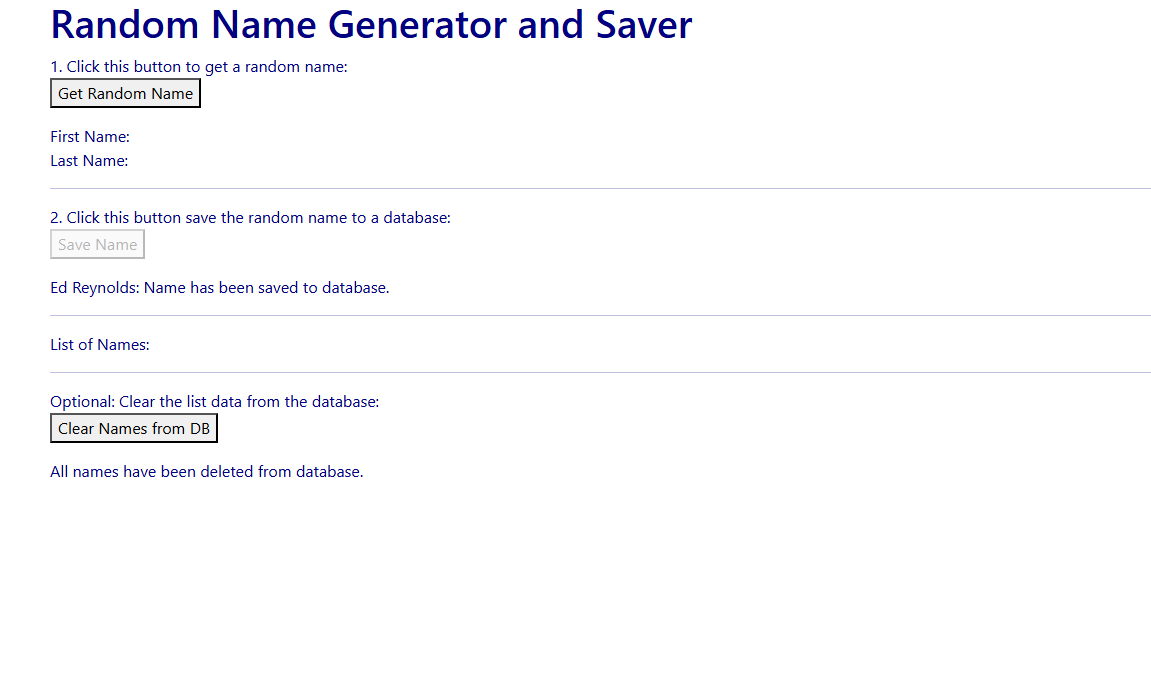 Random Name Generator and Saver
1. Click this button to get a random name:
Get Random Name
First Name:
Last Name:
2. Click this button save the random name to a database:
Save Name
Ed Reynolds: Name has been saved to database.
List of Names:
Optional: Clear the list data from the database:
Clear Names from DB
All names have been deleted from database.